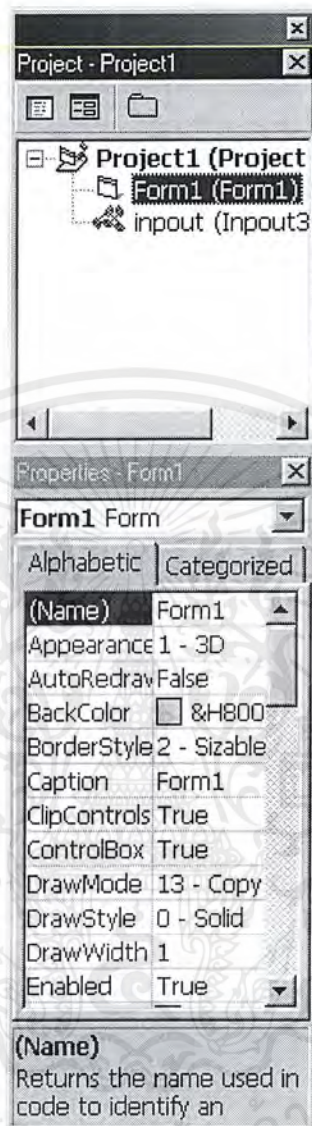 Project - Project1
Project1 (Project
Form1 (Form1)
inpout (Inpout3
Properties - Form1
Form1 Form
Alphabetic Categorized
(Name) Form1
Appearance 1 - 3D
AutoRedrav False
BackColor &H800
BorderStyle 2 - Sizable
Caption Form1
ClipControls True
ControlBox True
DrawMode 13 - Copy
DrawStyle 0 - Solid
DrawWidth 1
Enabled True
(Name)
Returns the name used in
code to identify an